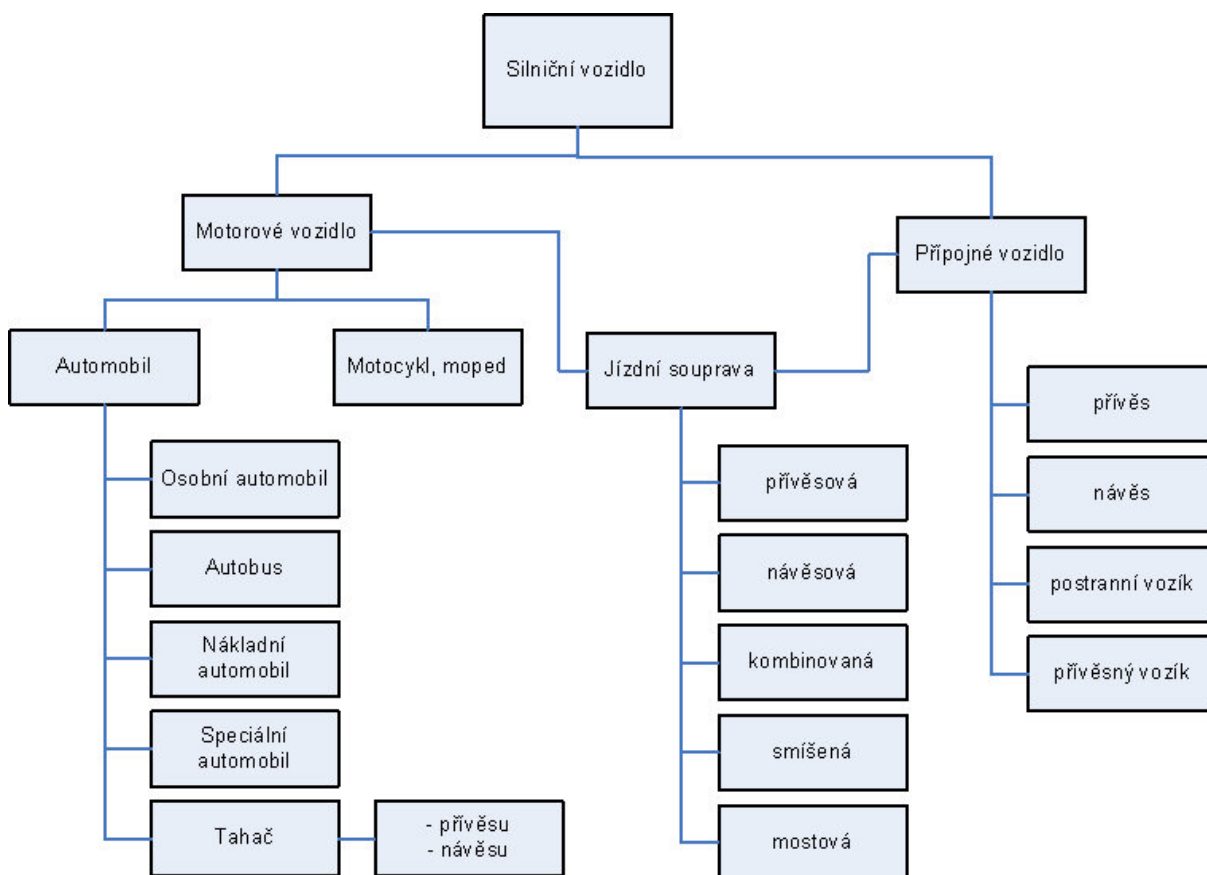 Silniční vozidlo
Motorové vozidlo
Přípojné vozidlo
Automobil
Motocykl, moped
Jízdní souprava
Osobní automobil
Autobus
Nákladní
automobil
Speciální
automobil
Tahač
- přívěsu
- návěsu
přívěsová
návěsová
kombinovaná
smíšená
mostová
přívěs
návěs
postranní vozík
přívěsný vozík